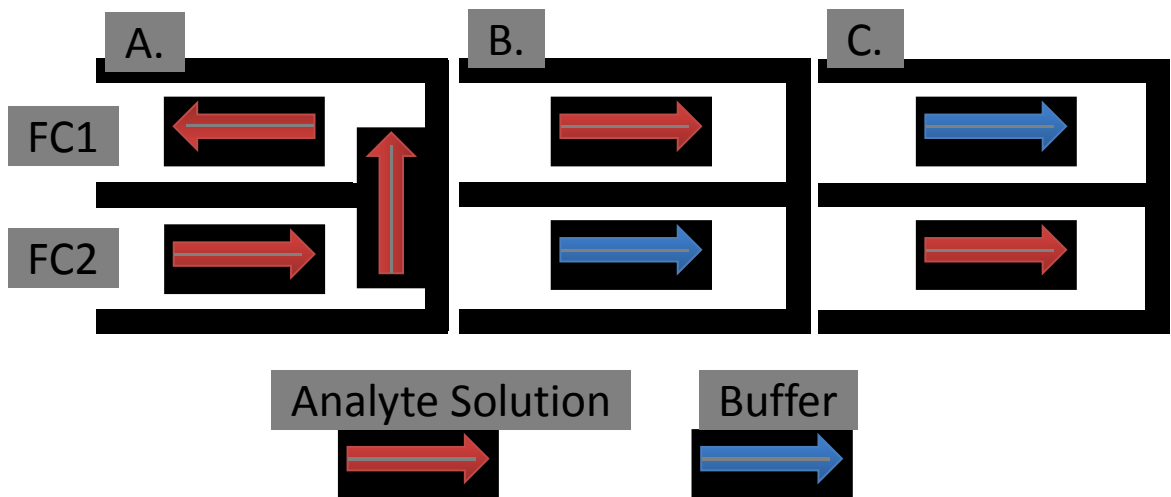 A. B. C.
FC1
FC2
Analyte Solution Buffer